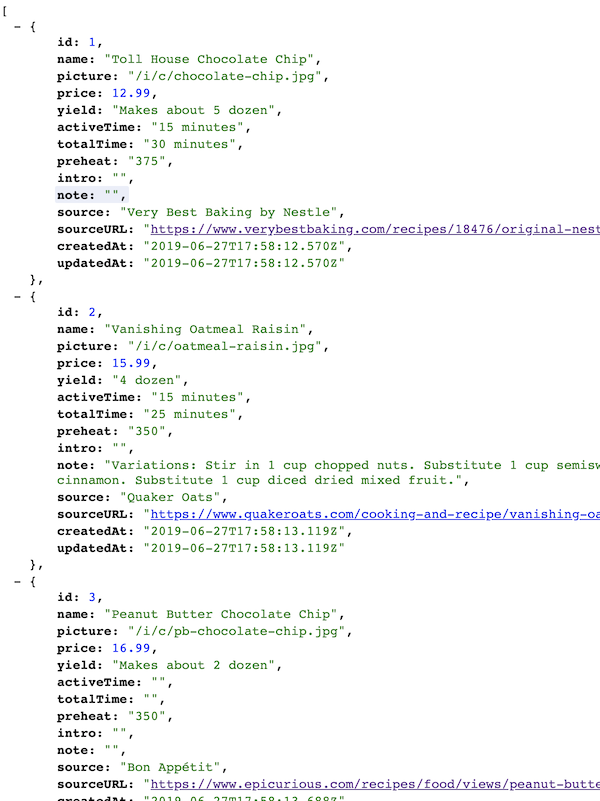 [
- {
id: 1,
name: "Toll House Chocolate Chip",
picture: "/i/c/chocolate-chip.jpg",
price: 12.99,
yield: "Makes about 5 dozen",
activeTime: "15 minutes",
totalTime: "30 minutes",
preheat: "375",
intro: "",
note: "",
source: "Very Best Baking by Nestle",
sourceURL: "https://www.verybestbaking.com/recipes/18476/original-nest
createdAt: "2019-06-27T17:58:12.570Z",
updatedAt: "2019-06-27T17:58:12.570Z"
},
- {
id: 2,
name: "Vanishing Oatmeal Raisin",
picture: "/i/c/oatmeal-raisin.jpg",
price: 15.99,
yield: "4 dozen",
activeTime: "15 minutes",
totalTime: "25 minutes",
preheat: "350",
intro: "",
note: "Variations: Stir in 1 cup chopped nuts. Substitute 1 cup semisw
cinnamon. Substitute 1 cup diced dried mixed fruit.",
source: "Quaker Oats",
sourceURL: "https://www.quakeroats.com/cooking-and-recipe/vanishing-oa
createdAt: "2019-06-27T17:58:13.119Z",
updatedAt: "2019-06-27T17:58:13.119Z"
},
- {
id: 3,
name: "Peanut Butter Chocolate Chip",
picture: "/i/c/pb-chocolate-chip.jpg",
price: 16.99,
yield: "Makes about 2 dozen",
activeTime: "",
totalTime: "",
preheat: "350",
intro: "",
note: "",
source: "Bon Appétit",
sourceURL: "https://www.epicurious.com/recipes/food/views/peanut-butte
createdAt: "2019-06-27T17:58:13.688Z",